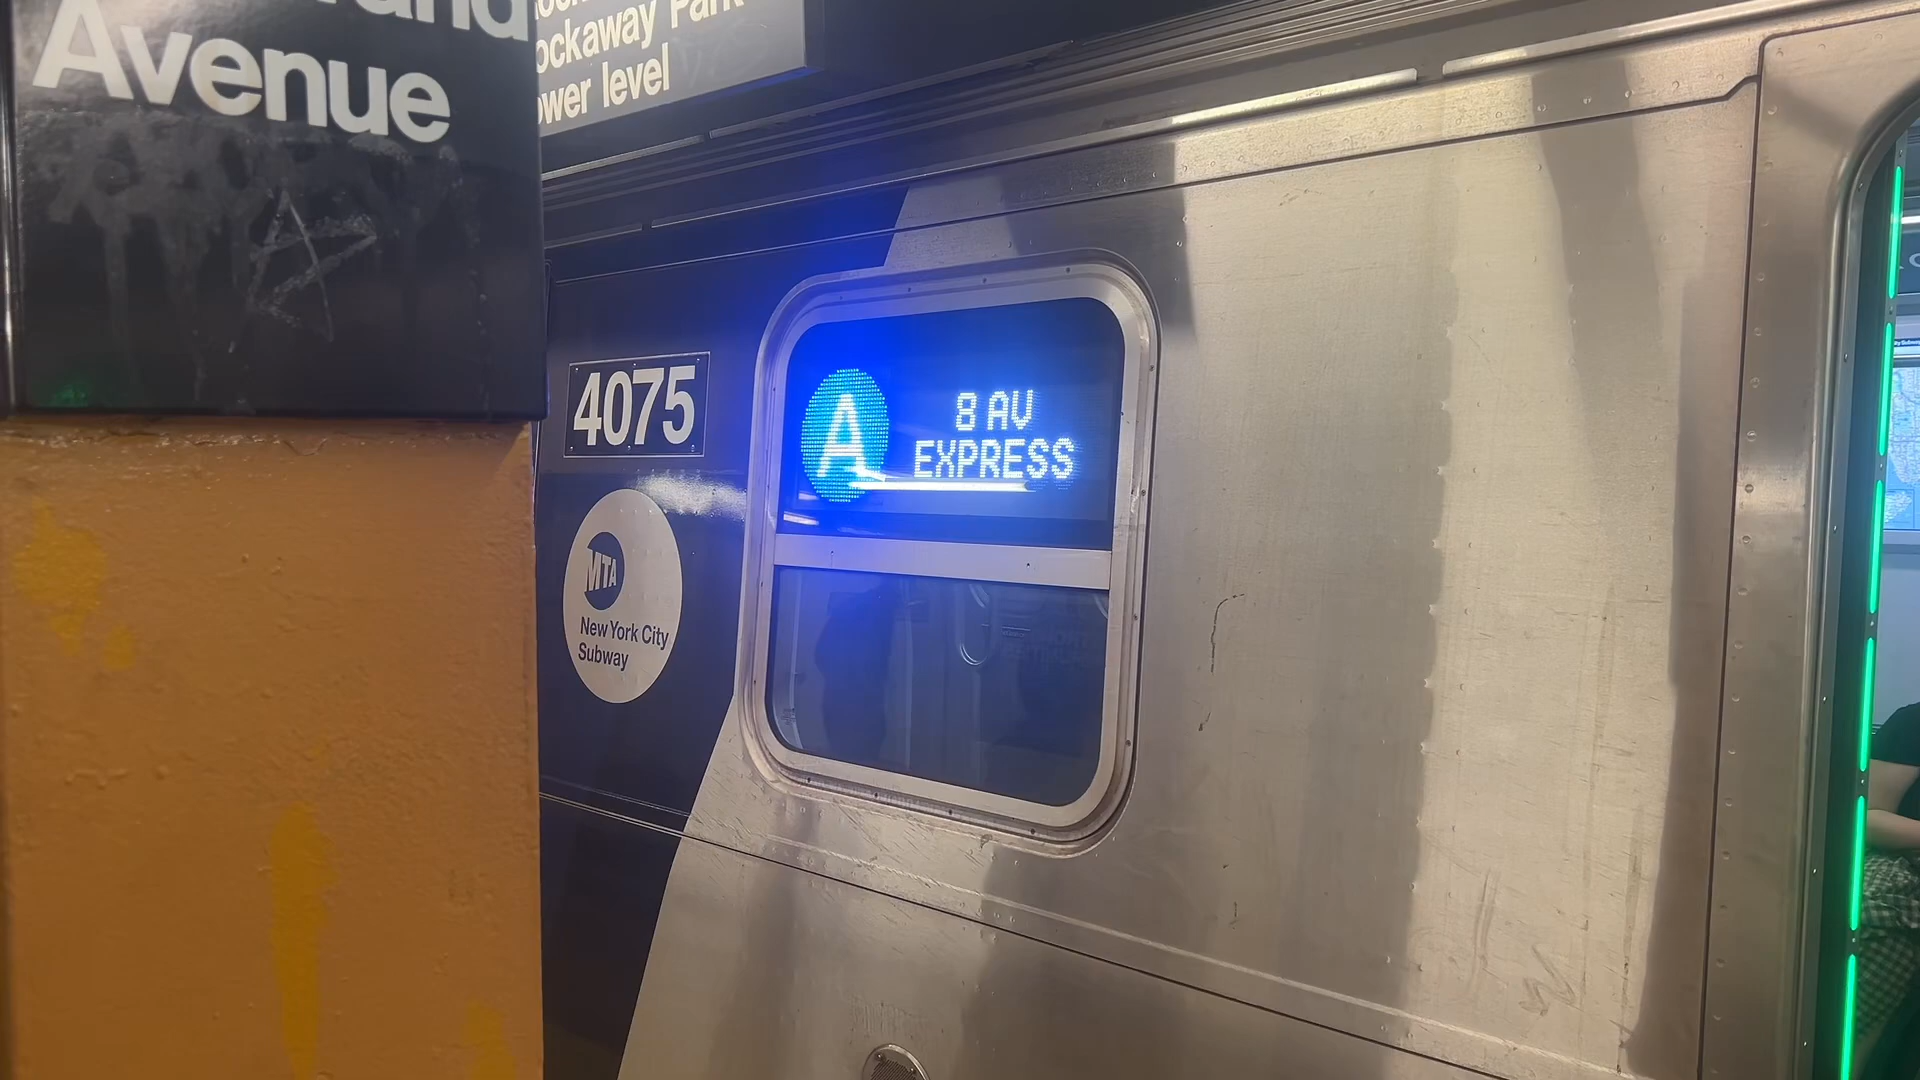 Avenue
ockaway Park
ower level
4075
A
8 AV
EXPRESS
MTA
New York City
Subway